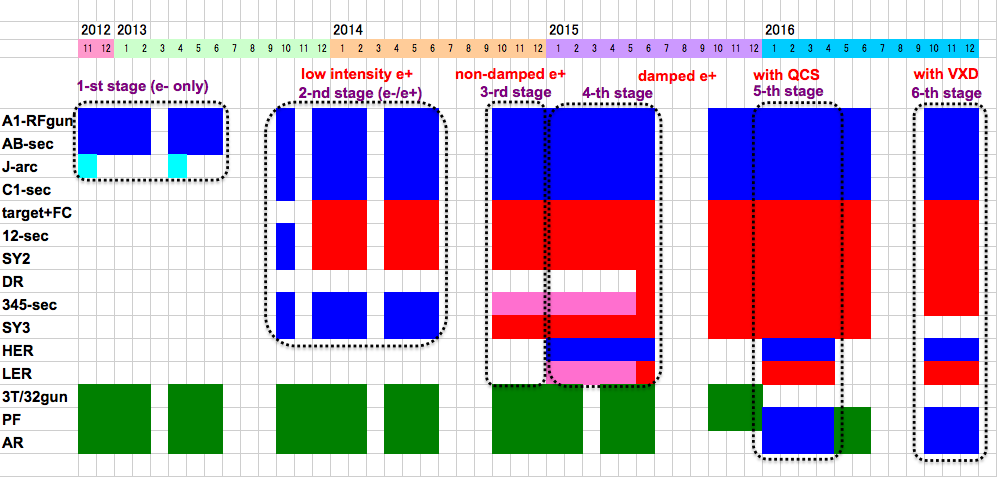 2012 2013 2014 2015 2016
11 12 1 2 3 4 5 6 7 8 9 10 11 12 1 2 3 4 5 6 7 8 9 10 11 12 1 2 3 4 5 6 7 8 9 10 11 12 1 2 3 4 5 6 7 8 9 10 11 12
low intensity e+ non-damped e+ damped e+ with QCS with VXD
1-st stage (e- only) 2-nd stage (e-/e+) 3-rd stage 4-th stage 5-th stage 6-th stage
A1-RFgun
AB-sec
J-arc
C1-sec
target+FC
12-sec
SY2
DR
345-sec
SY3
HER
LER
3T/32gun
PF
AR